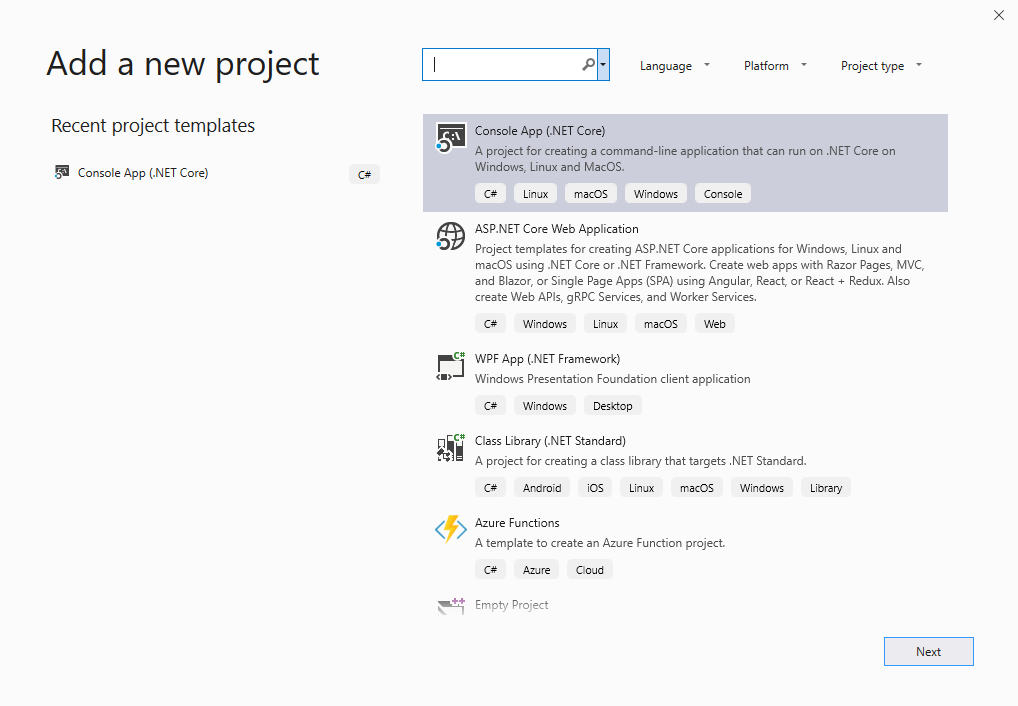 Add a new project
Language
Platform
Project type
Recent project templates
Console App (.NET Core)
C#
Console App (.NET Core)
A project for creating a command-line application that can run on .NET Core on
Windows, Linux and MacOS.
C# Linux macOS Windows Console
ASP.NET Core Web Application
Project templates for creating ASP.NET Core applications for Windows, Linux and
macOS using .NET Core or .NET Framework. Create web apps with Razor Pages, MVC,
and Blazor, or Single Page Apps (SPA) using Angular, React, or React + Redux. Also
create Web APIs, gRPC Services, and Worker Services.
C# Windows Linux macOS Web
C#
WPF App (.NET Framework)
Windows Presentation Foundation client application
C# Windows Desktop
C#
Class Library (.NET Standard)
A project for creating a class library that targets .NET Standard.
C# Android iOS Linux macOS Windows Library
Azure Functions
A template to create an Azure Function project.
C# Azure Cloud
++
Empty Project
Next